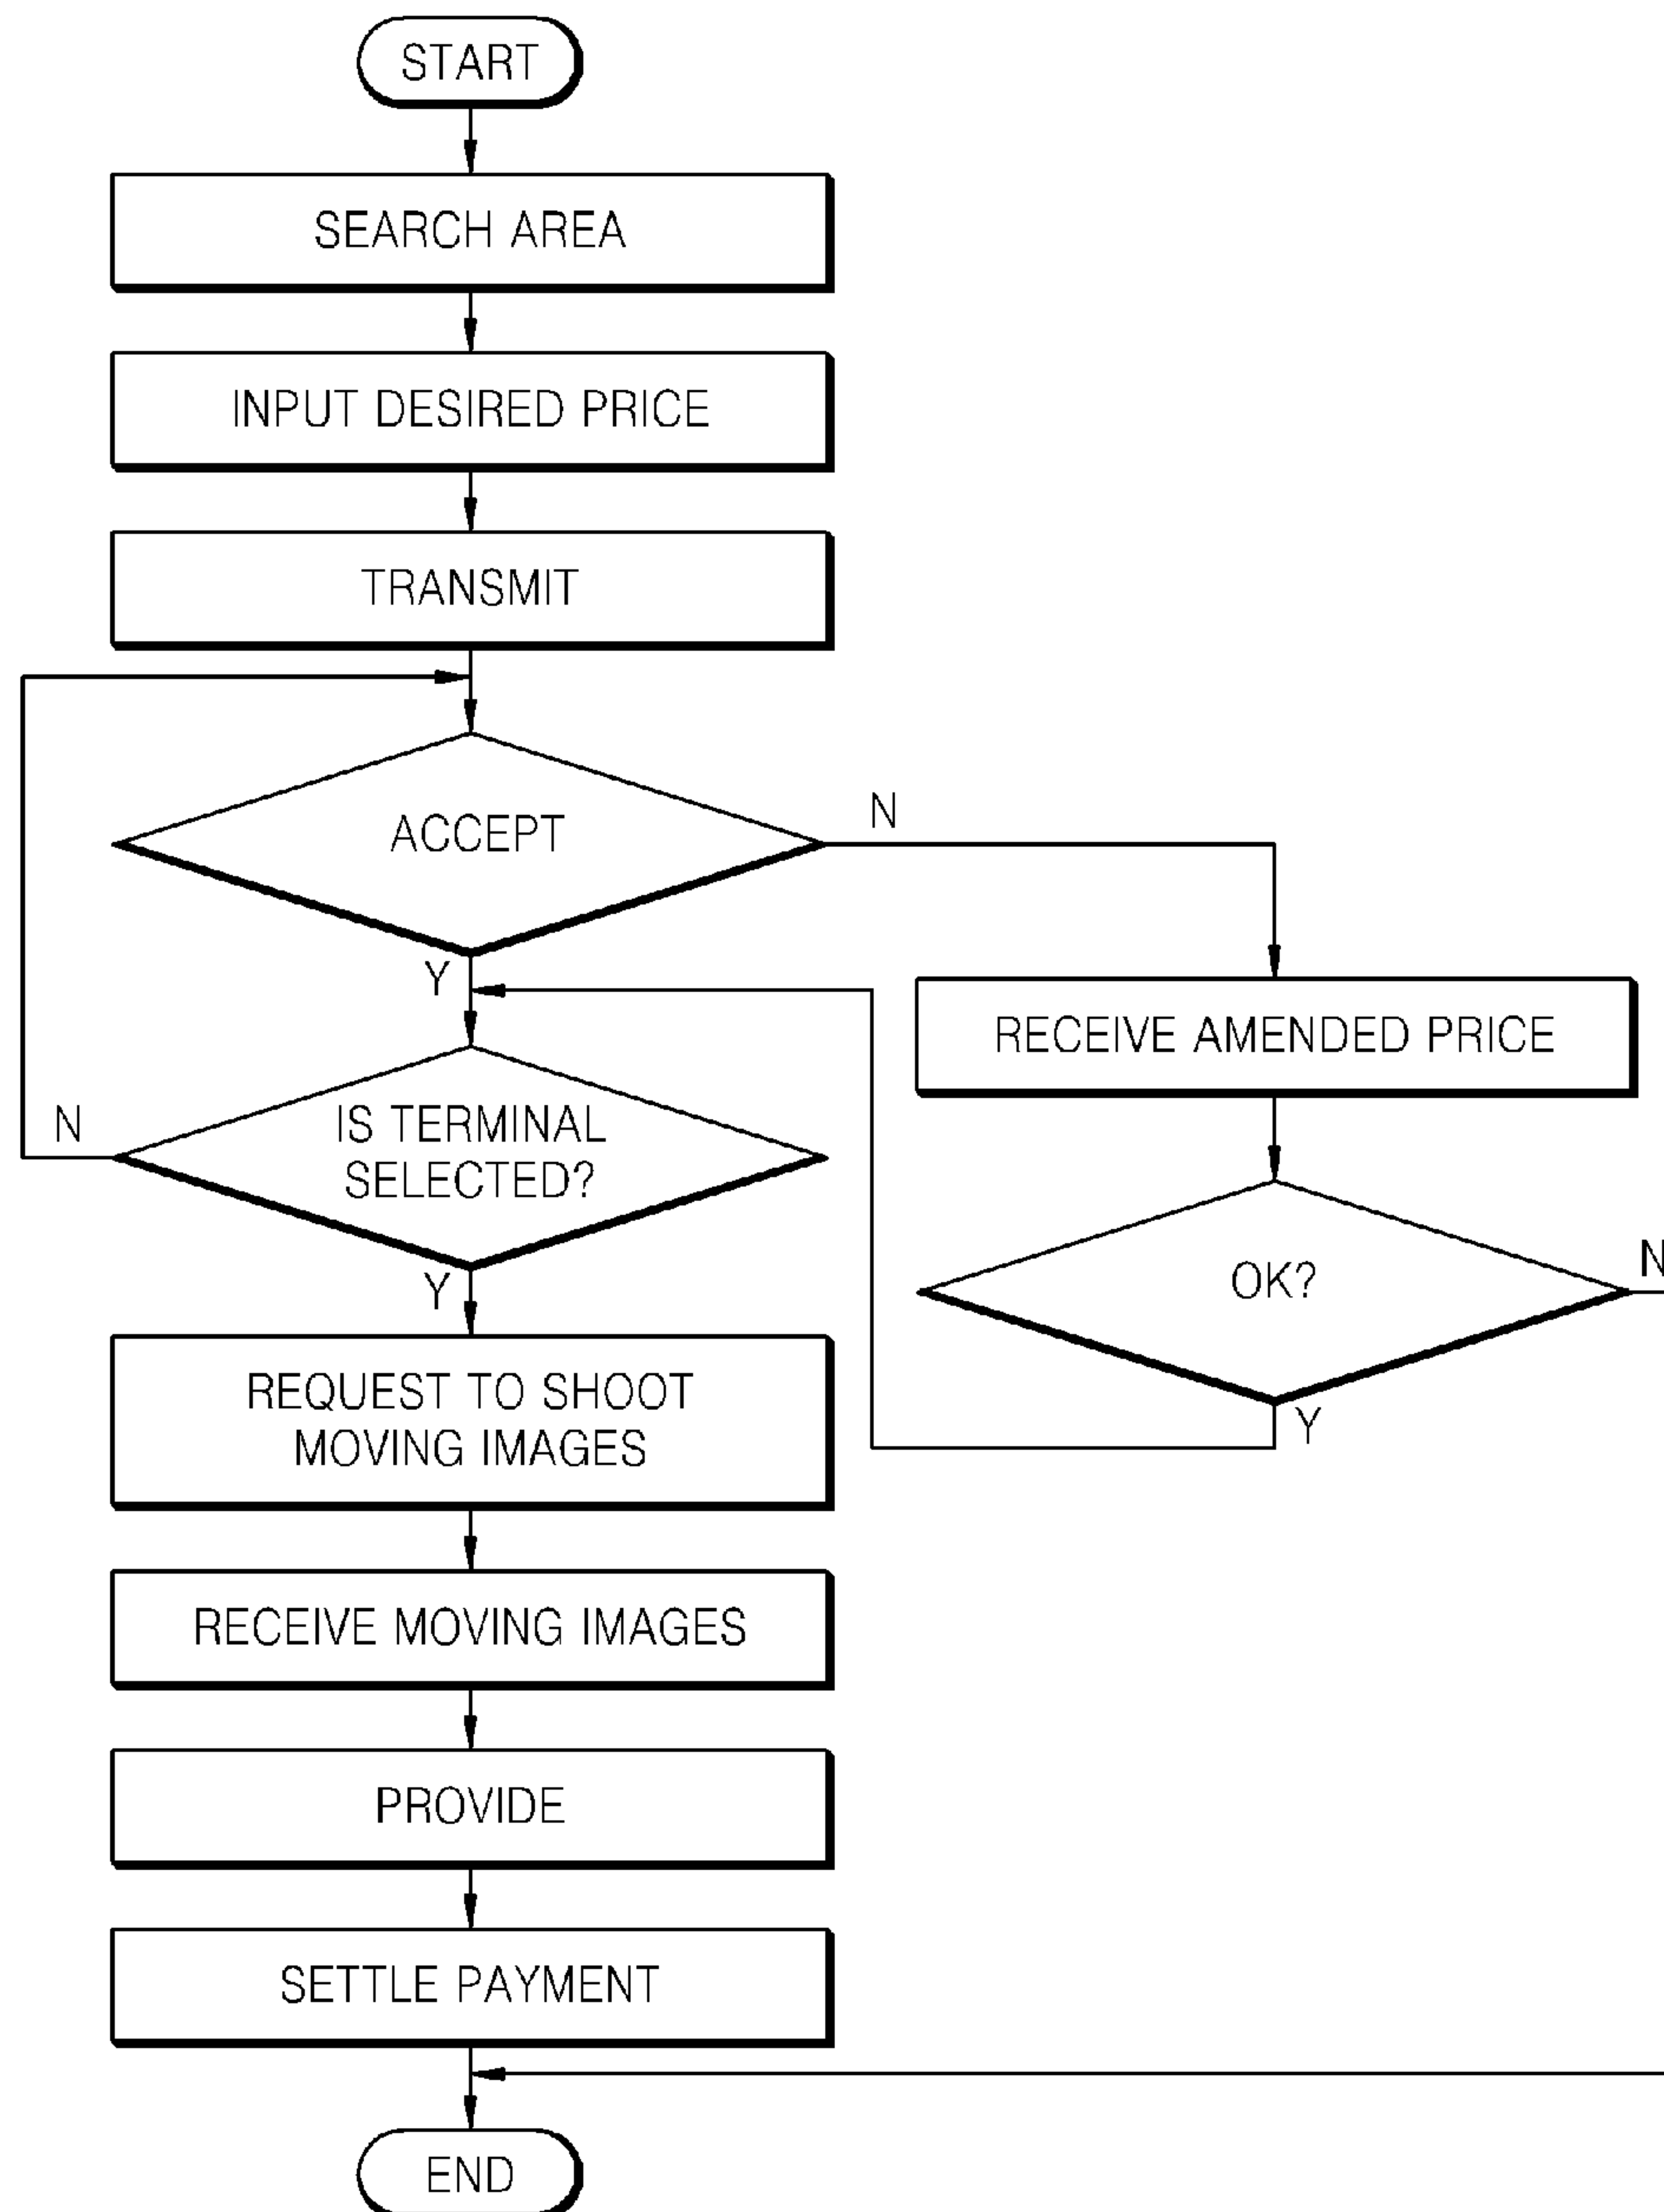 START
SEARCH AREA
INPUT DESIRED PRICE
TRANSMIT
ACCEPT
N
Y
RECEIVE AMENDED PRICE
IS TERMINAL
SELECTED?
N
Y
OK?
N
Y
REQUEST TO SHOOT
MOVING IMAGES
RECEIVE MOVING IMAGES
PROVIDE
SETTLE PAYMENT
END